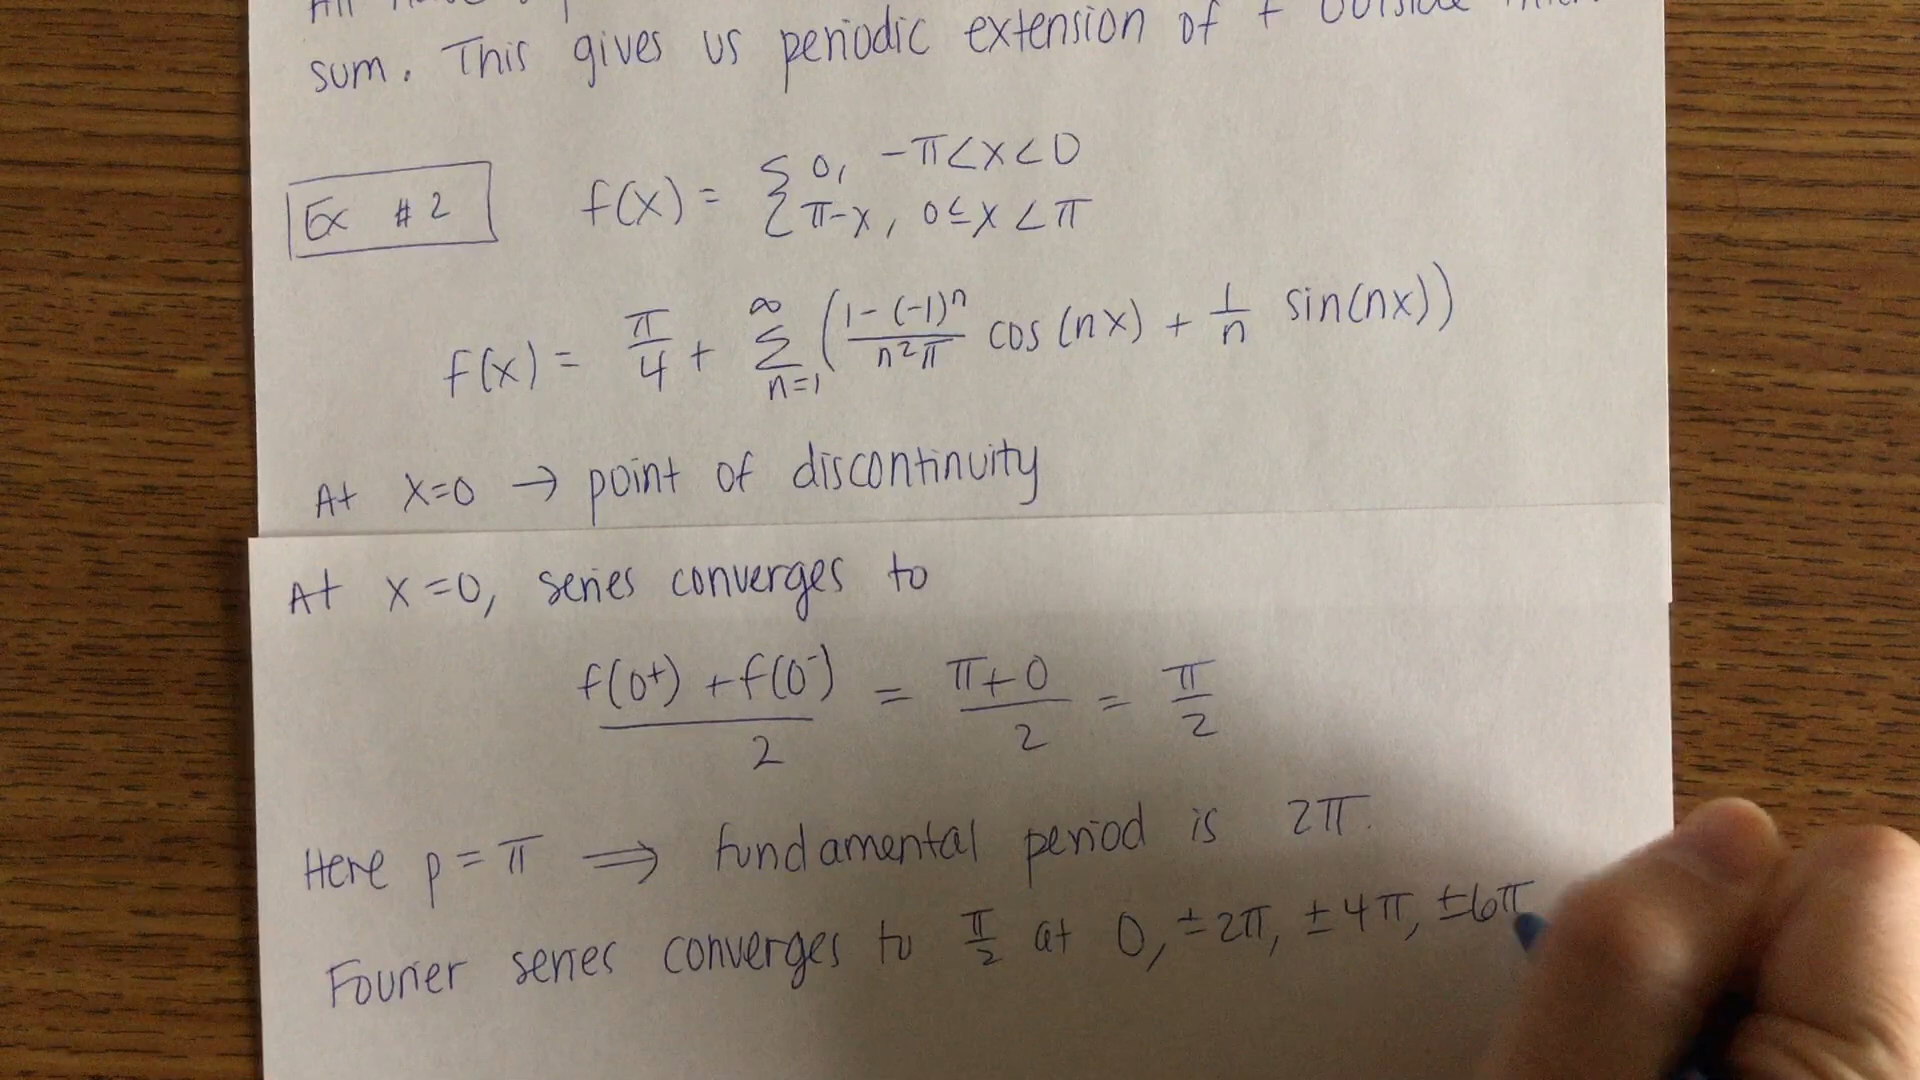 sum. This gives us periodic extension of f outside
Ex #2
f(x) = { 0, -π<x<0
π-x, 0≤x<π
f(x) = π/4 + ∞∑n=1 (1-(-1)^n/n²π cos(nx) + 1/n sin(nx))
At x=0 → point of discontinuity
At x=0, series converges to
f(0+) + f(0-)/2 = π+0/2 = π/2
Here p = π ⟹ fundamental period is 2π.
Fourier series converges to π/2 at 0, ±2π, ±4π, ±6π